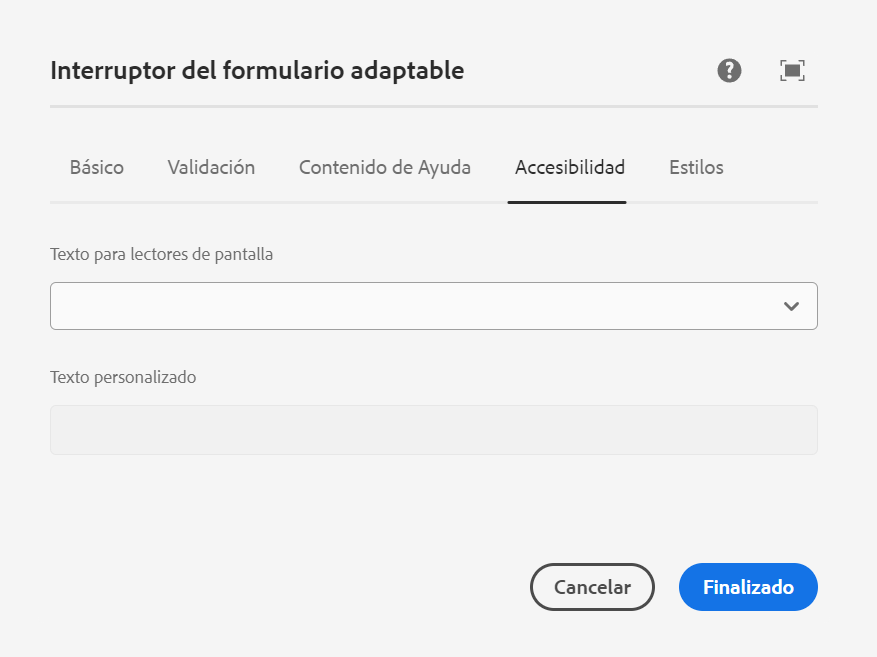 Interruptor del formulario adaptable
Básico Validación Contenido de Ayuda Accesibilidad Estilos
Texto para lectores de pantalla
Texto personalizado
Cancelar Finalizado